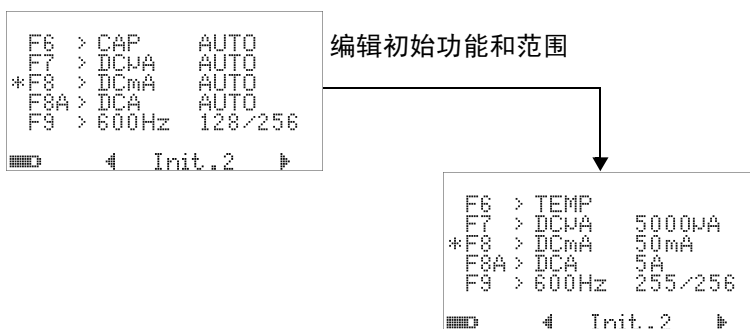 F6 > CAP AUTO
F7 > DCµA AUTO
*F8 > DCmA AUTO
F8A > DCA AUTO
F9 > 600Hz 128/256
Init.2
编辑初始功能和范围
F6 > TEMP
F7 > DCµA 5000µA
*F8 > DCmA 50mA
F8A > DCA 5A
F9 > 600Hz 255/256
Init.2